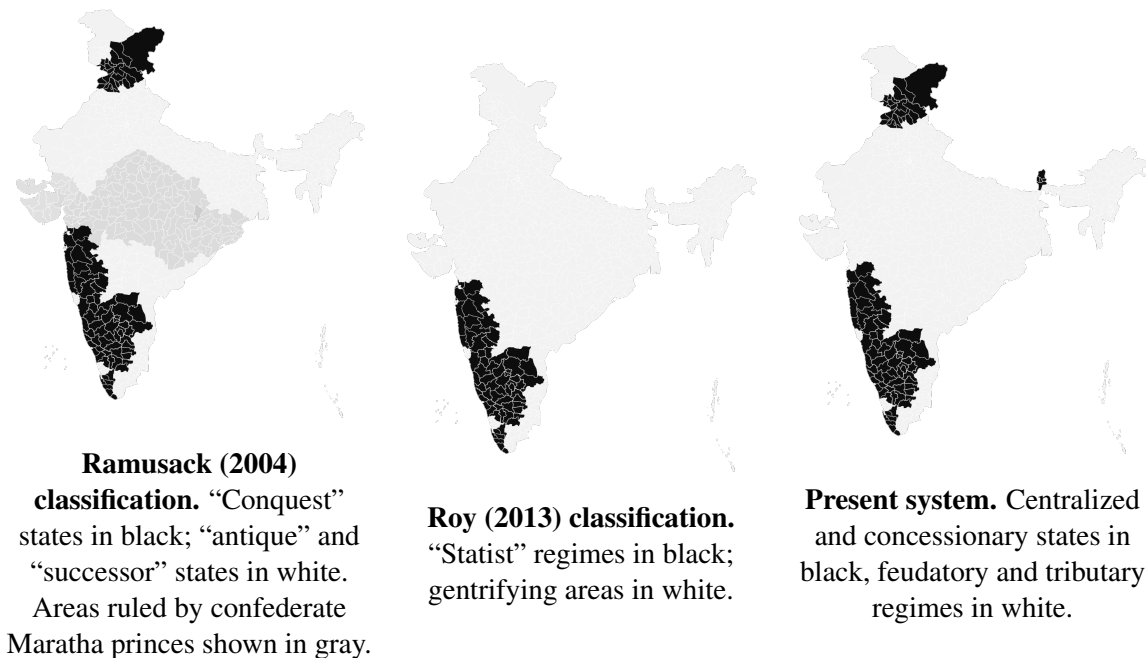 Ramusack (2004)
classification. “Conquest”
states in black; “antique” and
“successor” states in white.
Areas ruled by confederate
Maratha princes shown in gray.
Roy (2013) classification.
“Statist” regimes in black;
gentrifying areas in white.
Present system. Centralized
and concessionary states in
black, feudatory and tributary
regimes in white.